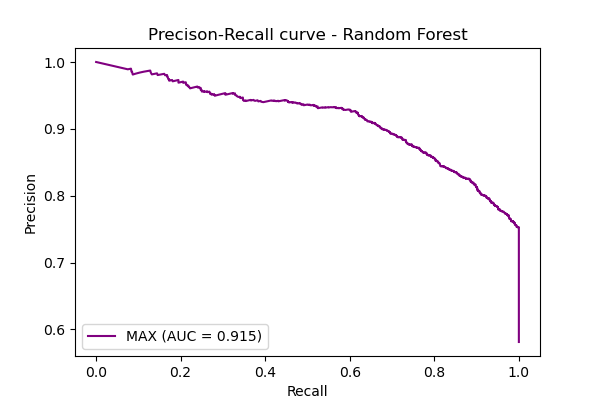 Precison-Recall curve - Random Forest
1.0
0.9
0.8
0.7
0.6
Precision
MAX (AUC = 0.915)
0.0 0.2 0.4 0.6 0.8 1.0
Recall